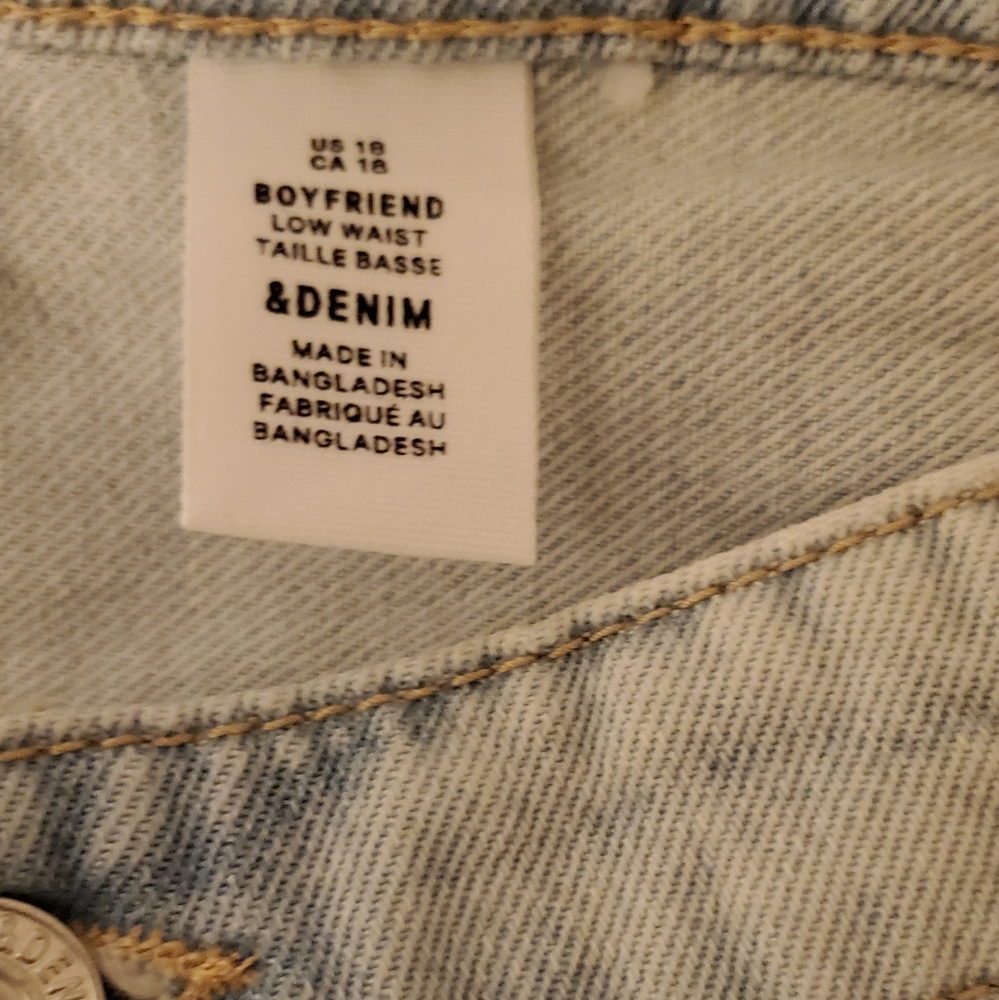 US 18
CA 18
BOYFRIEND
LOW WAIST
TAILLE BASSE
&DENIM
MADE IN
BANGLADESH
FABRIQUÉ AU
BANGLADESH